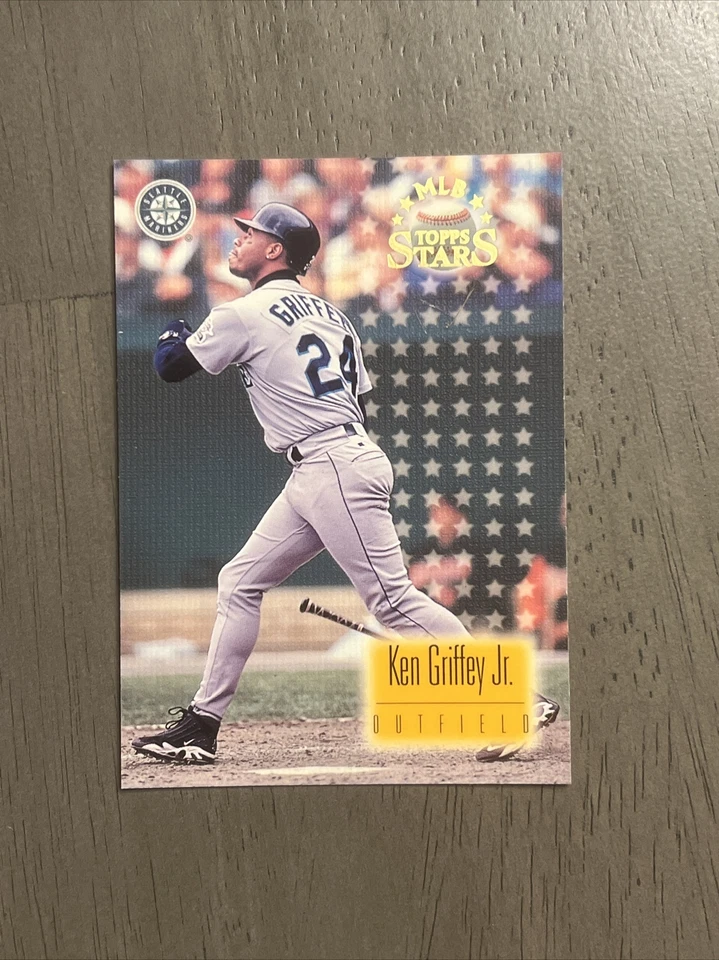 SEATTLE
MARINERS
MLB
TOPPS
STARS
GRIFFEY
24
Ken Griffey Jr.
OUTFIELD